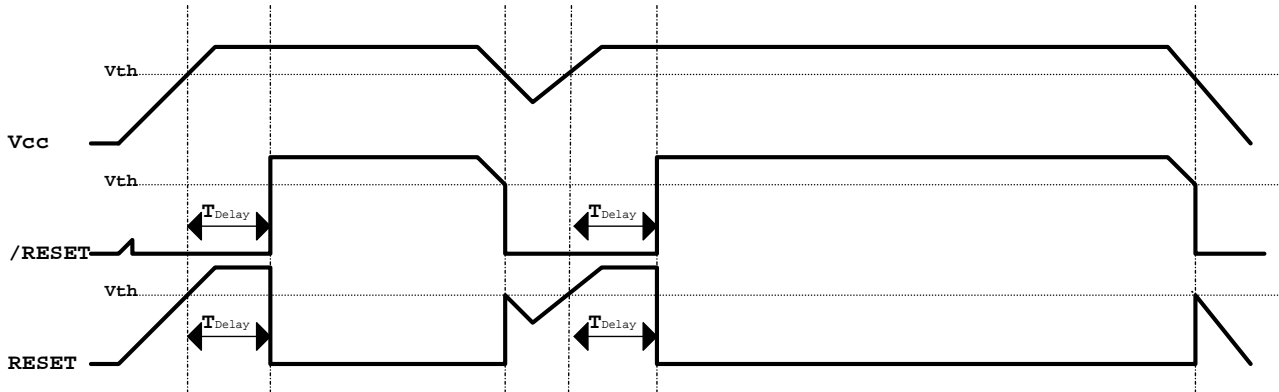 Vth
Vcc
Vth
TDelay
TDelay
/RESET
Vth
TDelay
TDelay
RESET